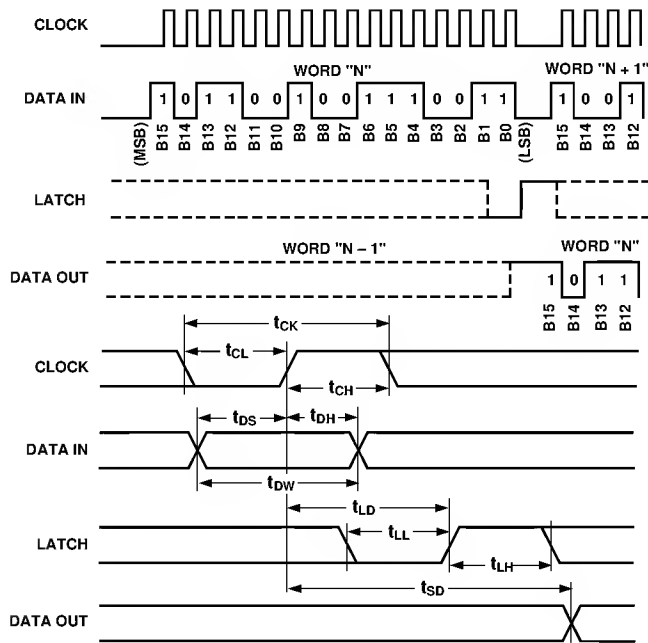 CLOCK
WORD "N" WORD "N + 1"
DATA IN 1 0 1 1 0 0 1 0 0 1 1 1 0 0 1 1 1 0 0 1
(MSB) B15 B14 B13 B12 B11 B10 B9 B8 B7 B6 B5 B4 B3 B2 B1 B0 (LSB) B15 B14 B13 B12
LATCH
WORD "N – 1" WORD "N"
DATA OUT 1 0 1 1
B15 B14 B13 B12
tCK
CLOCK tCL
tCH
tDS tDH
DATA IN
tDW
tLD
LATCH tLL
tLH
tSD
DATA OUT